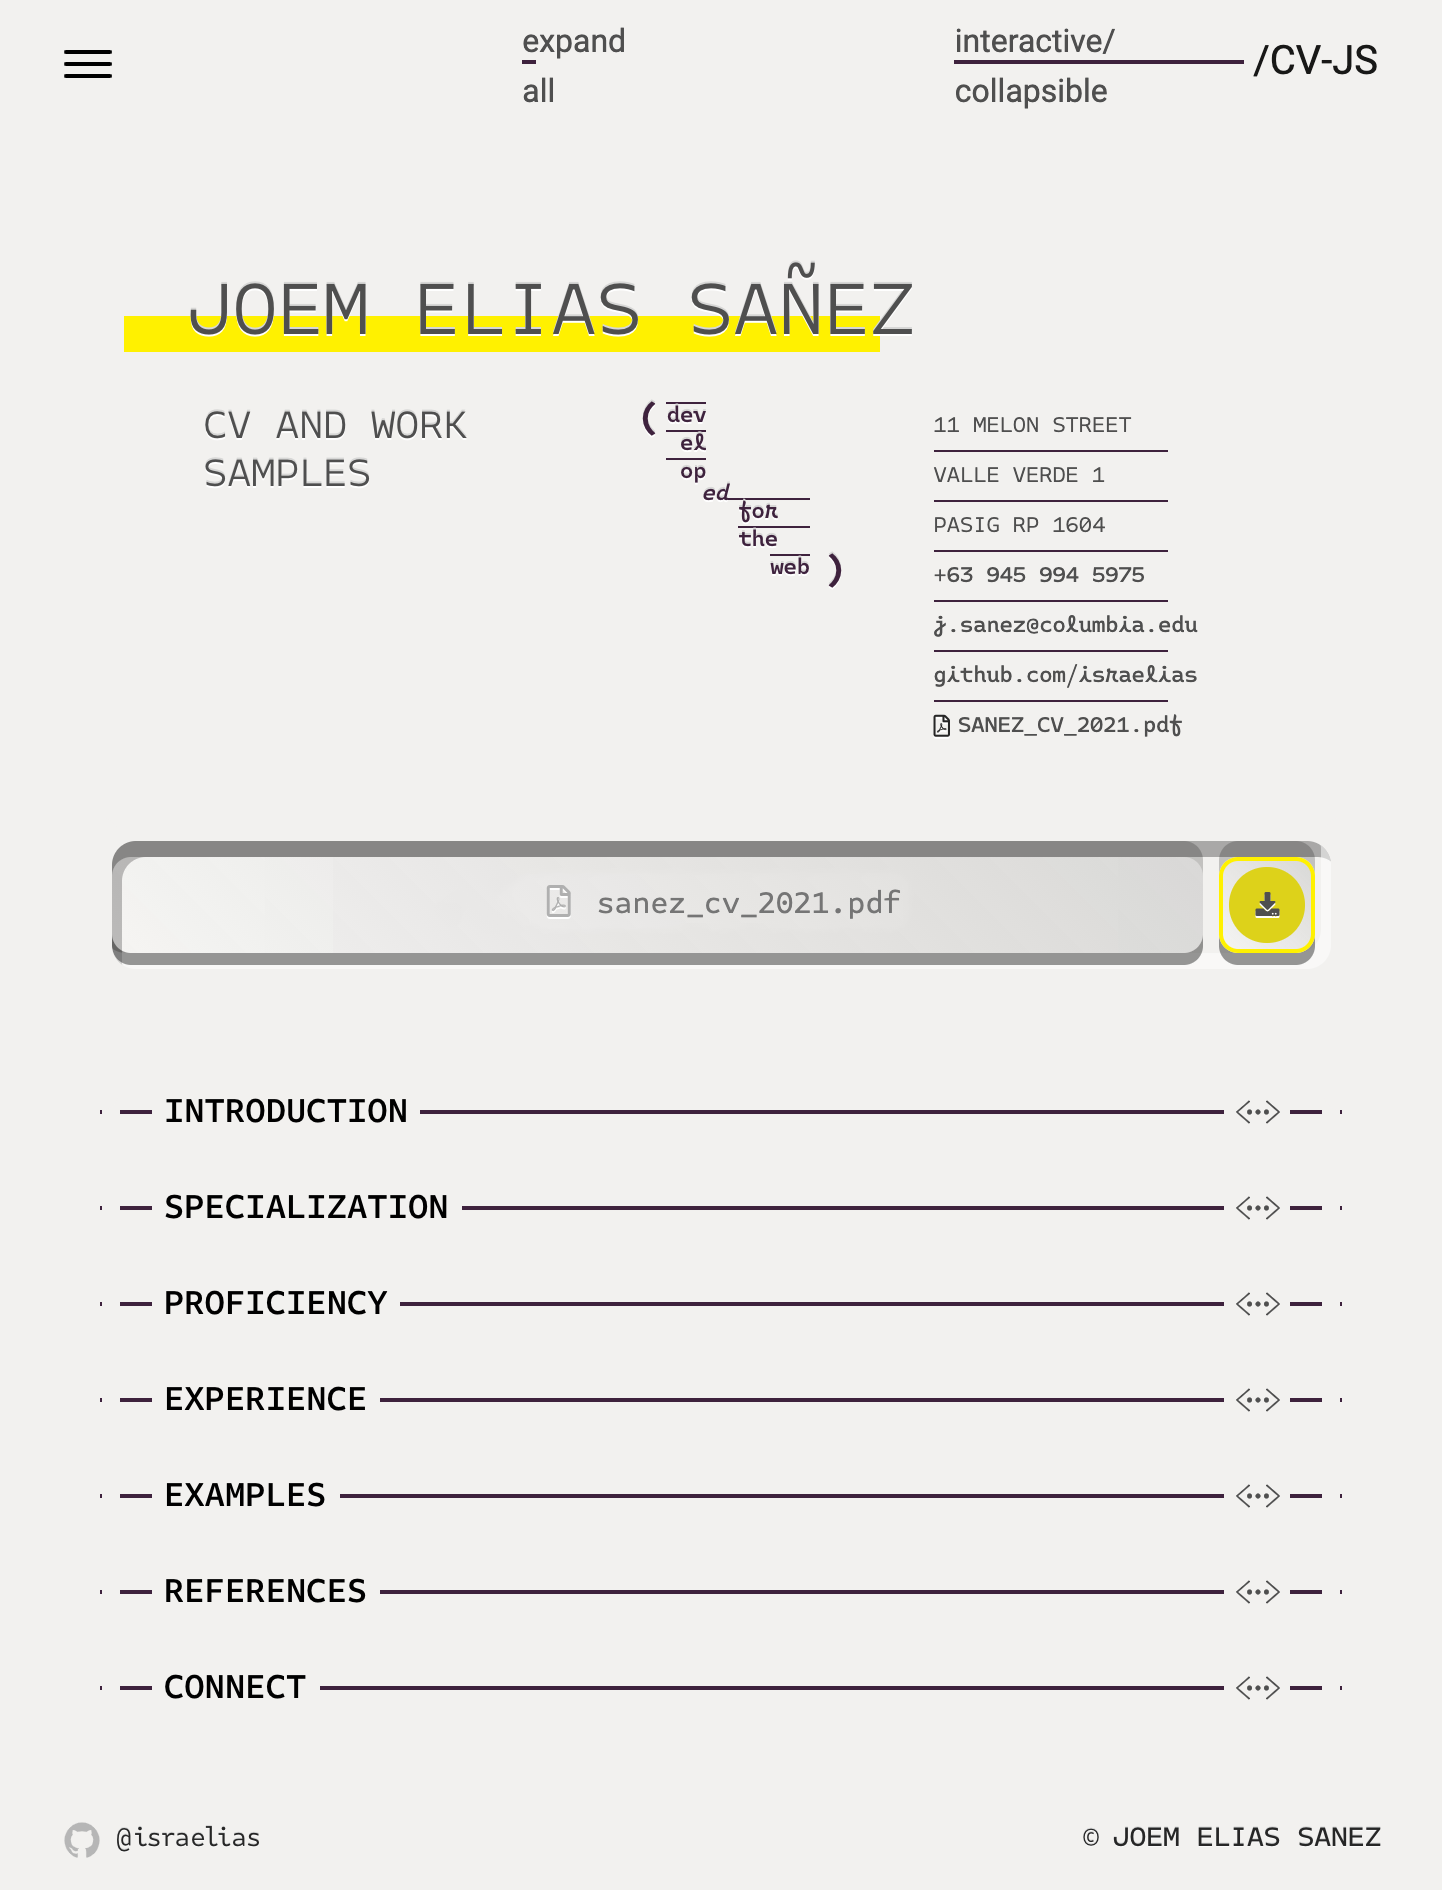 expand
all
interactive/
collapsible
/CV-JS
JOEM ELIAS SAÑEZ
CV AND WORK
SAMPLES
( dev
el
op
ed
for
the
web )
11 MELON STREET
VALLE VERDE 1
PASIG RP 1604
+63 945 994 5975
j.sanez@columbia.edu
github.com/israelias
SANEZ_CV_2021.pdf
sanez_cv_2021.pdf
INTRODUCTION
SPECIALIZATION
PROFICIENCY
EXPERIENCE
EXAMPLES
REFERENCES
CONNECT
@israelias
© JOEM ELIAS SANEZ